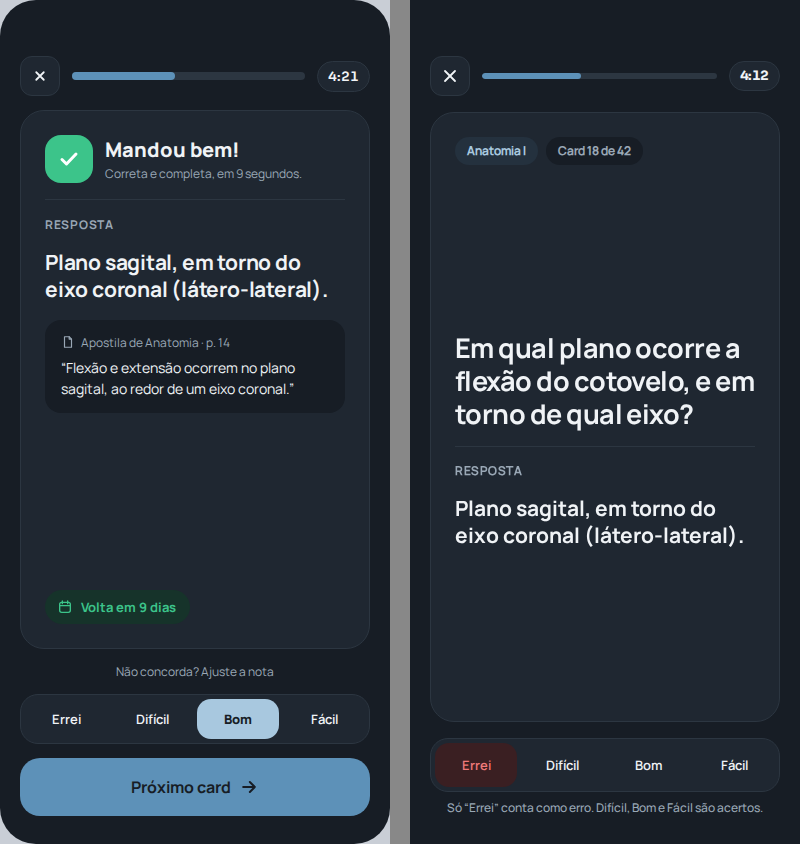 4:21
Mandou bem!
Correta e completa, em 9 segundos.
RESPOSTA
Plano sagital, em torno do
eixo coronal (látero-lateral).
Apostila de Anatomia · p. 14
“Flexão e extensão ocorrem no plano
sagital, ao redor de um eixo coronal.”
Volta em 9 dias
Não concorda? Ajuste a nota
Errei Difícil Bom Fácil
Próximo card →
4:12
Anatomia I Card 18 de 42
Em qual plano ocorre a
flexão do cotovelo, e em
torno de qual eixo?
RESPOSTA
Plano sagital, em torno do
eixo coronal (látero-lateral).
Errei Difícil Bom Fácil
Só “Errei” conta como erro. Difícil, Bom e Fácil são acertos.